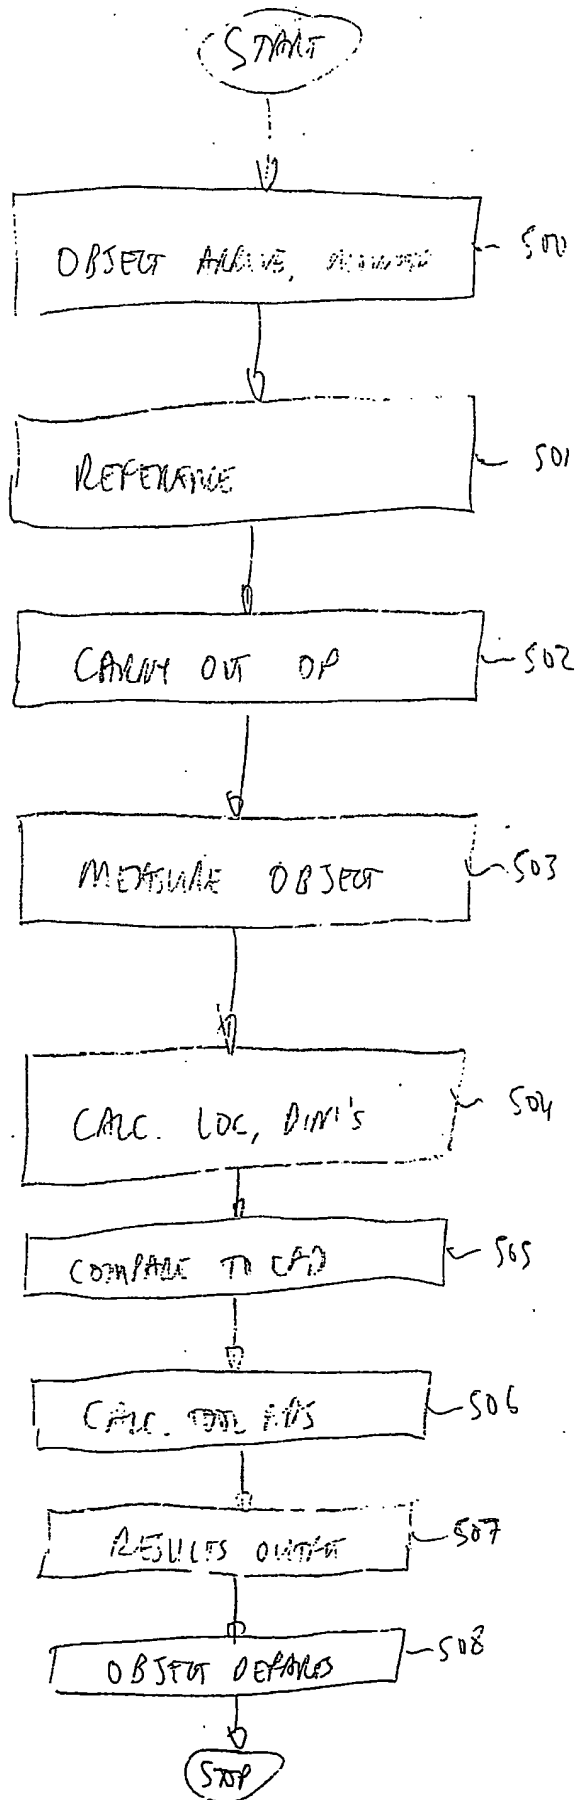 START
OBJECT ARRIVE, 500
REFERENCE 501
CARRY OUT OP 502
MEASURE OBJECT 503
CALC. LOC, DIM'S 504
COMPARE TO CAD 505
CALC. TOOL 506
RESULTS OUTPUT 507
OBJECT DEPARTS 508
STOP